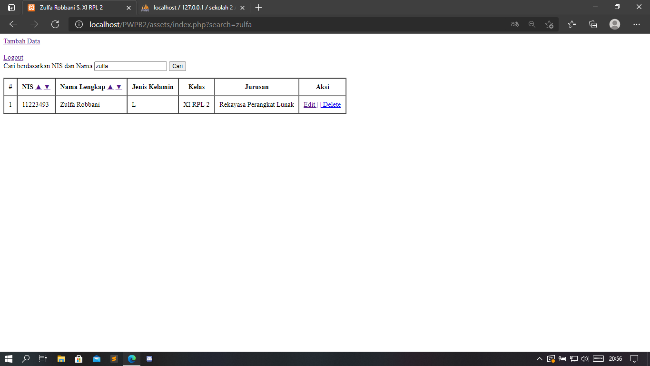 Zulfa Robbani S. XI RPL 2
localhost / 127.0.0.1 / sekolah 2
localhost/PWPB2/assets/index.php?search=zulfa
Tambah Data
Logout
Cari berdasarkan NIS dan Nama zulfa Cari
# NIS ▲ ▼ Nama Lengkap ▲ ▼ Jenis Kelamin Kelas Jurusan Aksi
1 11223493 Zulfa Robbani L XI RPL 2 Rekayasa Perangkat Lunak Edit | | Delete
20:56